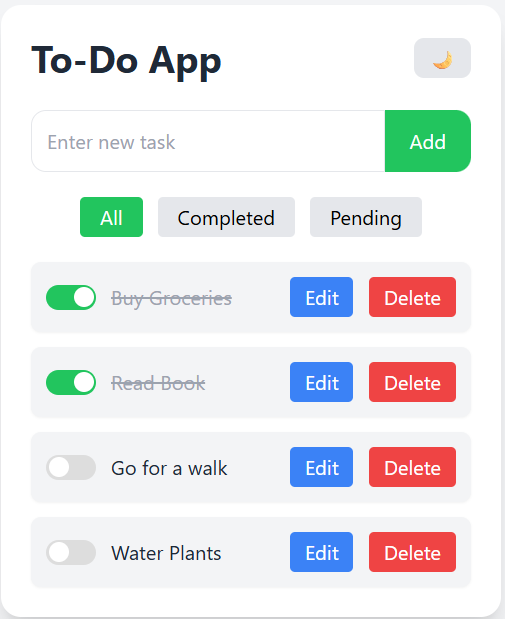 To-Do App
Enter new task Add
All Completed Pending
Buy Groceries Edit Delete
Read Book Edit Delete
Go for a walk Edit Delete
Water Plants Edit Delete